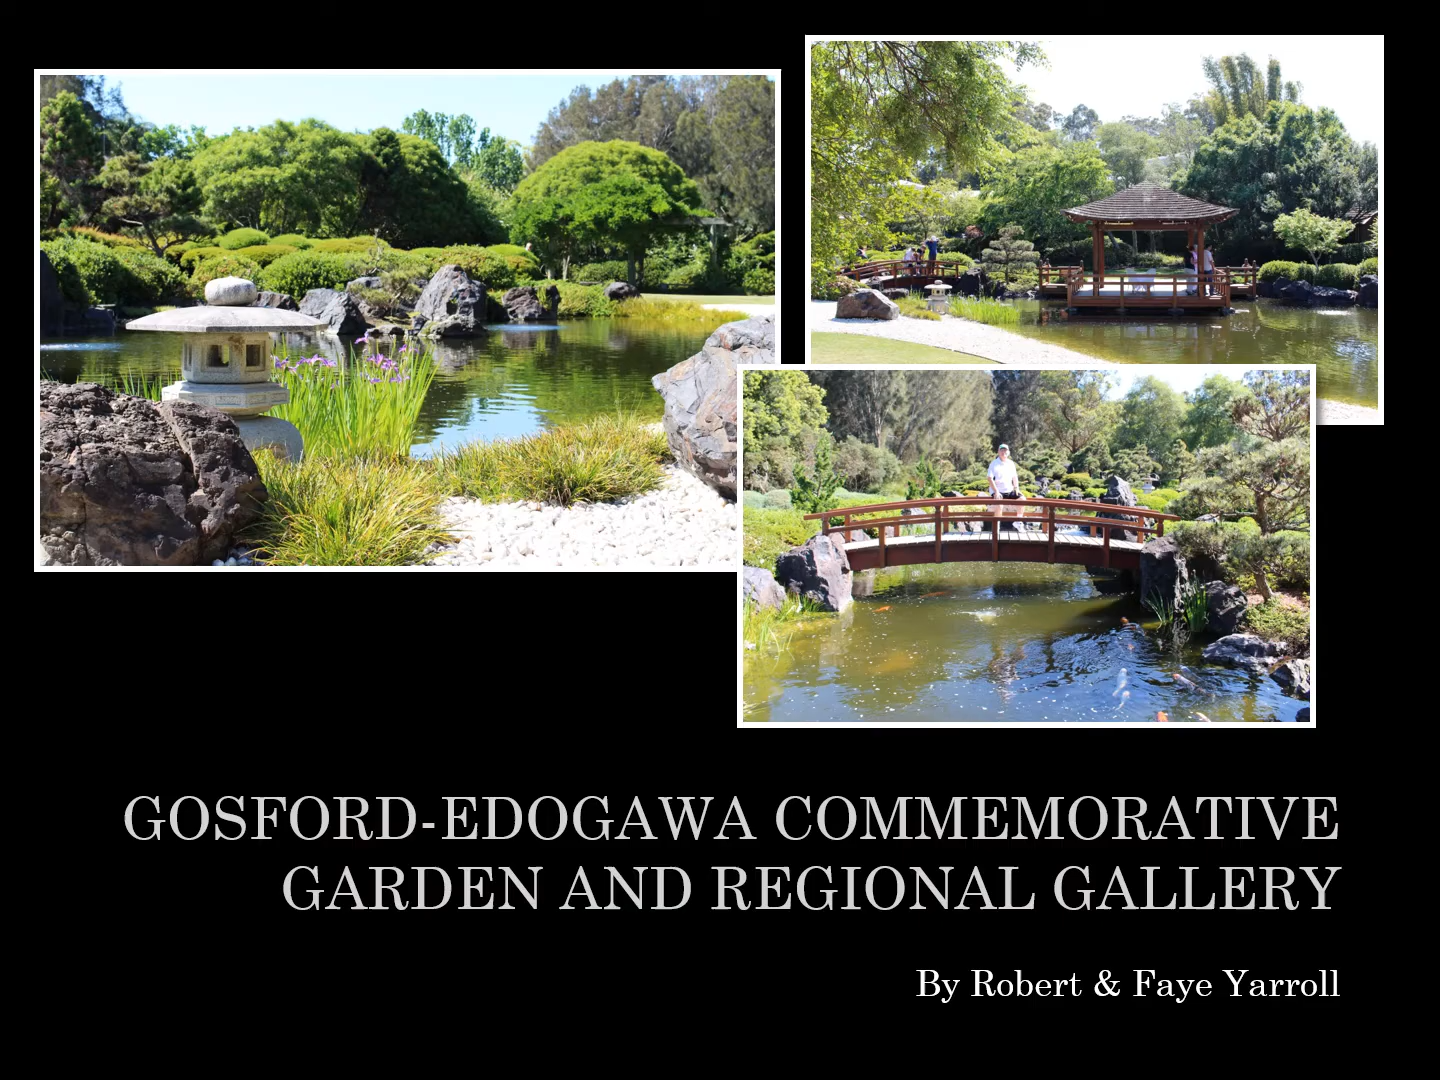 GOSFORD-EDOGAWA COMMEMORATIVE
GARDEN AND REGIONAL GALLERY
By Robert & Faye Yarroll